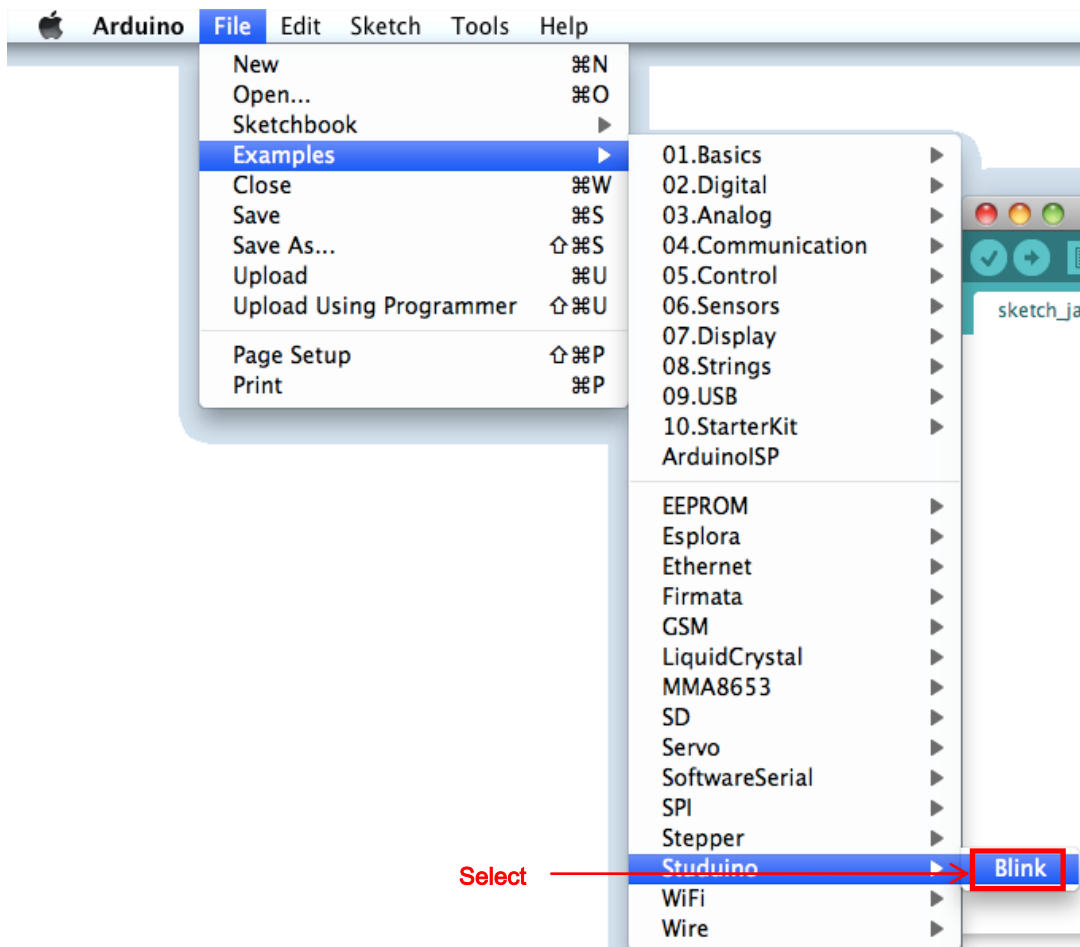 Arduino File Edit Sketch Tools Help
New ⌘N
Open... ⌘O
Sketchbook
Examples
Close ⌘W
Save ⌘S
Save As... ⇧⌘S
Upload ⌘U
Upload Using Programmer ⇧⌘U
Page Setup ⇧⌘P
Print ⌘P
01.Basics
02.Digital
03.Analog
04.Communication
05.Control
06.Sensors
07.Display
08.Strings
09.USB
10.StarterKit
ArduinoISP
EEPROM
Esplora
Ethernet
Firmata
GSM
LiquidCrystal
MMA8653
SD
Servo
SoftwareSerial
SPI
Stepper
Studuino
WiFi
Wire
sketch_ja
Select
Blink